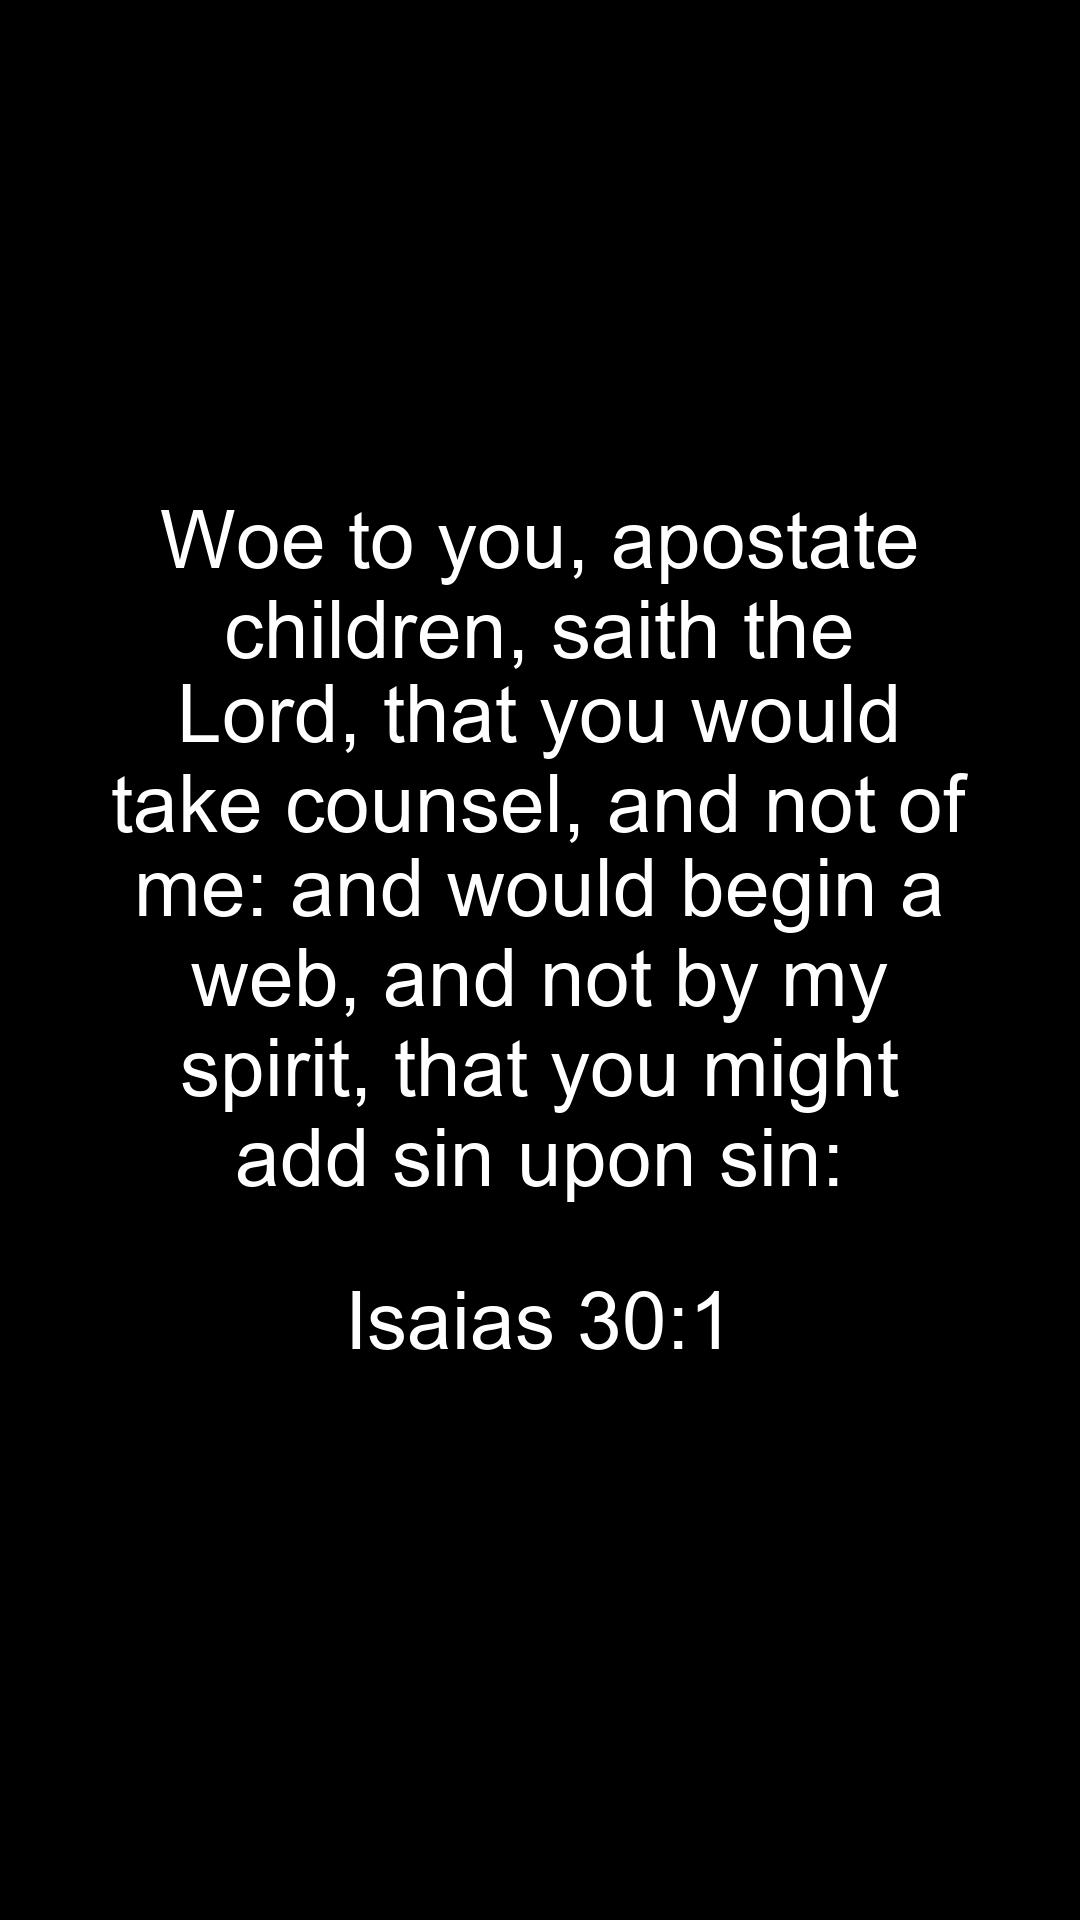 Woe to you, apostate
children, saith the
Lord, that you would
take counsel, and not of
me: and would begin a
web, and not by my
spirit, that you might
add sin upon sin:
Isaias 30:1